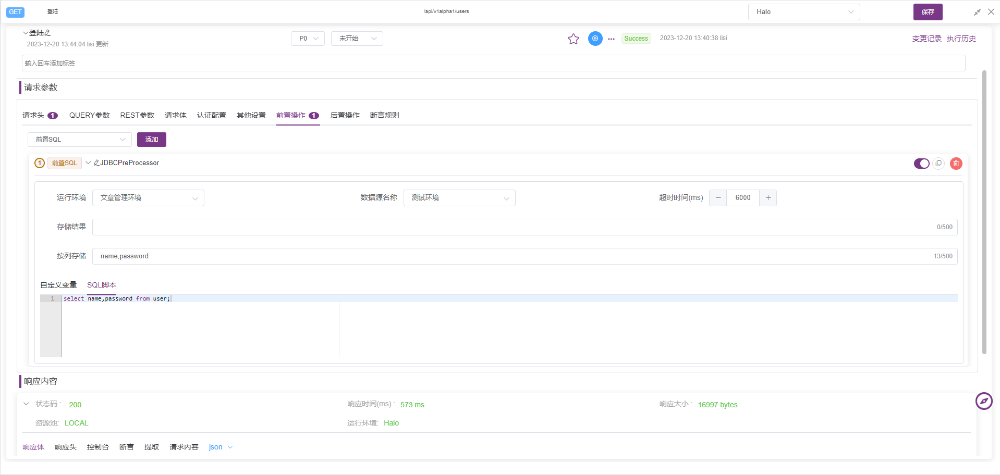 GET 登陆 /api/v1alpha1/users Halo 保存
登陆
2023-12-20 13:44:04 lisi 更新
P0 未开始 Success 2023-12-20 13:40:38 lisi 变更记录 执行历史
输入回车添加标签
请求参数
请求头 1 QUERY参数 REST参数 请求体 认证配置 其他设置 前置操作 1 后置操作 断言规则
前置SQL 添加
1 前置SQL JDBCPreProcessor
运行环境 文章管理环境 数据源名称 测试环境 超时时间(ms) 6000
存储结果 0/500
按列存储 name,password 13/500
自定义变量 SQL脚本
1 select name,password from user;
响应内容
状态码 : 200 响应时间(ms) : 573 ms 响应大小 : 16997 bytes
资源池: LOCAL 运行环境: Halo
响应体 响应头 控制台 断言 提取 请求内容 json